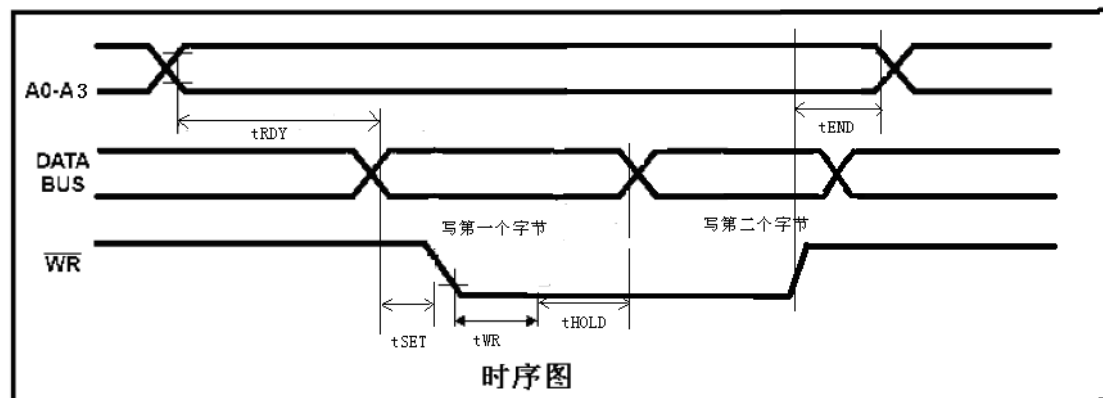 A0-A3
tRDY
tEND
DATA
BUS
写第一个字节
写第二个字节
WR
tSET
tWR
tHOLD
时序图